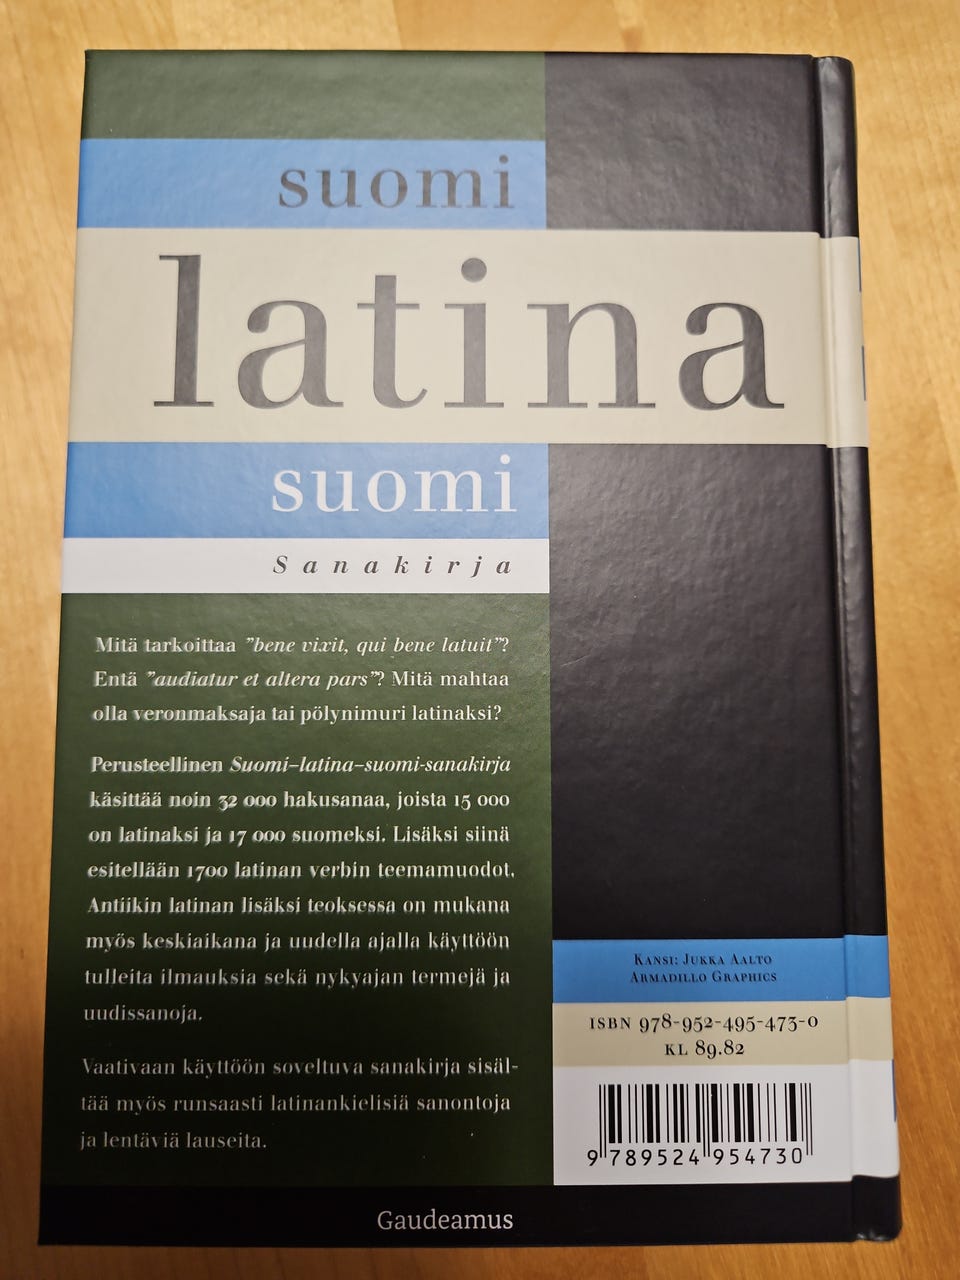 suomi
latina
suomi
Sanakirja
Mitä tarkoittaa ”bene vixit, qui bene latuit”?
Entä ”audiatur et altera pars”? Mitä mahtaa
olla veronmaksaja tai pölynimuri latinaksi?
Perusteellinen Suomi–latina–suomi-sanakirja
käsittää noin 32 000 hakusanaa, joista 15 000
on latinaksi ja 17 000 suomeksi. Lisäksi siinä
esitellään 1700 latinan verbin teemamuodot.
Antiikin latinan lisäksi teoksessa on mukana
myös keskiaikana ja uudella ajalla käyttöön
tulleita ilmauksia sekä nykyajan termejä ja
uudissanoja.
Vaativaan käyttöön soveltuva sanakirja sisäl-
tää myös runsaasti latinankielisiä sanontoja
ja lentäviä lauseita.
Kansi: Jukka Aalto
Armadillo Graphics
ISBN 978-952-495-473-0
KL 89.82
9 789524 954730
Gaudeamus